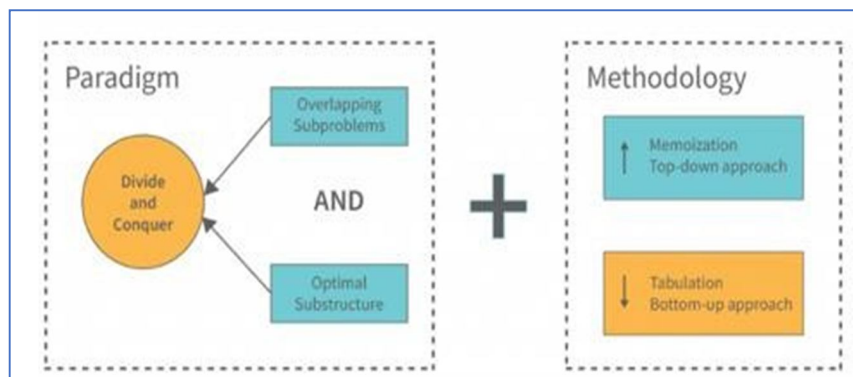 Paradigm
Overlapping
Subproblems
Divide
and
Conquer
AND
Optimal
Substructure
Methodology
Memoization
Top-down approach
Tabulation
Bottom-up approach